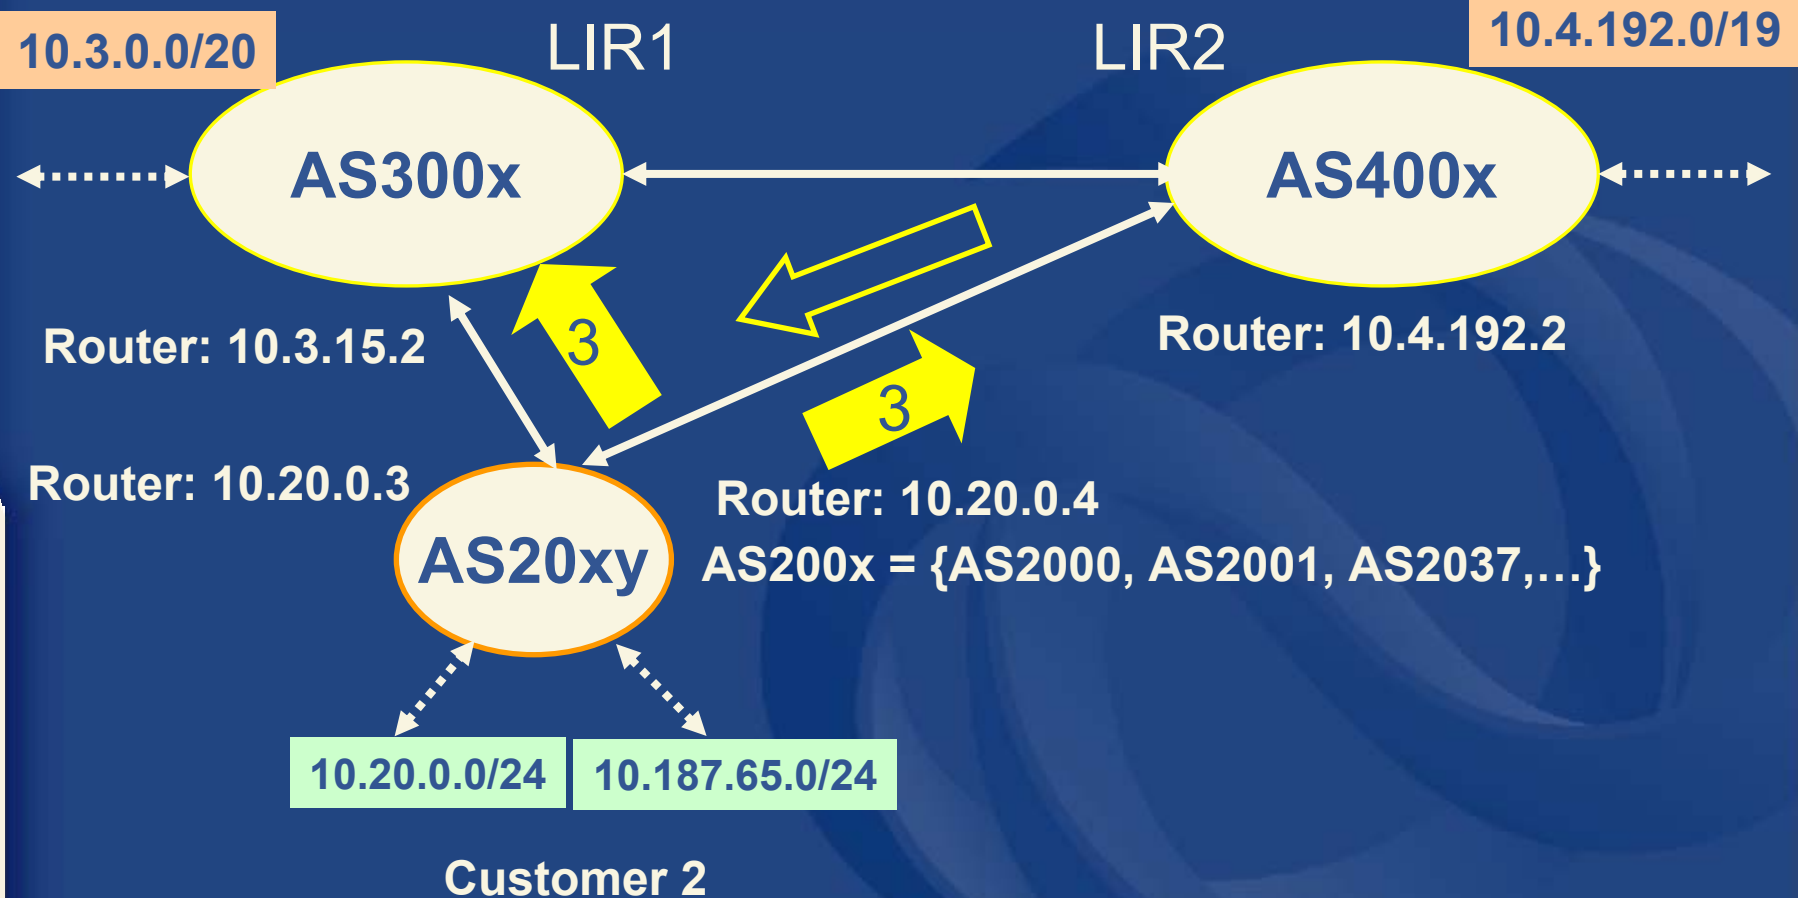 10.3.0.0/20
LIR1
LIR2
10.4.192.0/19
AS300x
AS400x
Router: 10.3.15.2
3
Router: 10.4.192.2
3
Router: 10.20.0.3
Router: 10.20.0.4
AS20xy
AS200x = {AS2000, AS2001, AS2037,...}
10.20.0.0/24
10.187.65.0/24
Customer 2